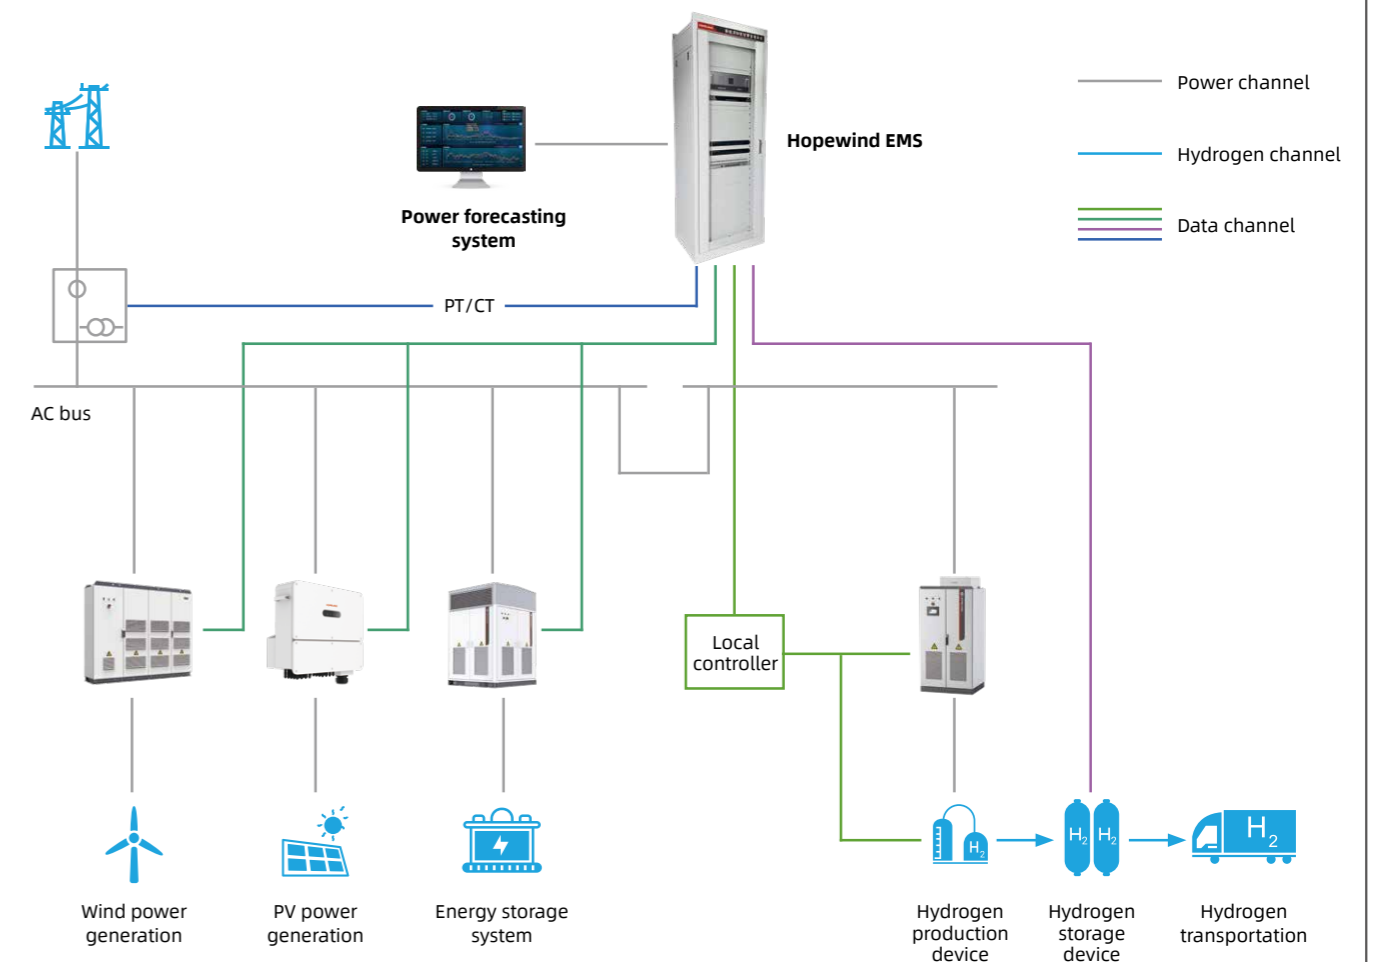 Power channel
Hopewind EMS
Hydrogen channel
Power forecasting
system
Data channel
PT/CT
AC bus
Local
controller
H2
H2
H2
H2
Wind power
generation
PV power
generation
Energy storage
system
Hydrogen
production
device
Hydrogen
storage
device
Hydrogen
transportation